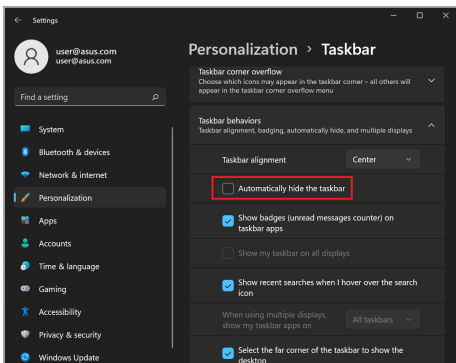 Settings
user@asus.com
user@asus.com
Find a setting
System
Bluetooth & devices
Network & internet
Personalization
Apps
Accounts
Time & language
Gaming
Accessibility
Privacy & security
Windows Update
Personalization > Taskbar
Taskbar corner overflow
Choose which icons may appear in the taskbar corner – all others will
appear in the taskbar corner overflow menu
Taskbar behaviors
Taskbar alignment, badging, automatically hide, and multiple displays
Taskbar alignment
Center
Automatically hide the taskbar
Show badges (unread messages counter) on
taskbar apps
Show my taskbar on all displays
Show recent searches when I hover over the search
icon
When using multiple displays,
show my taskbar apps on
All taskbars
Select the far corner of the taskbar to show the
desktop